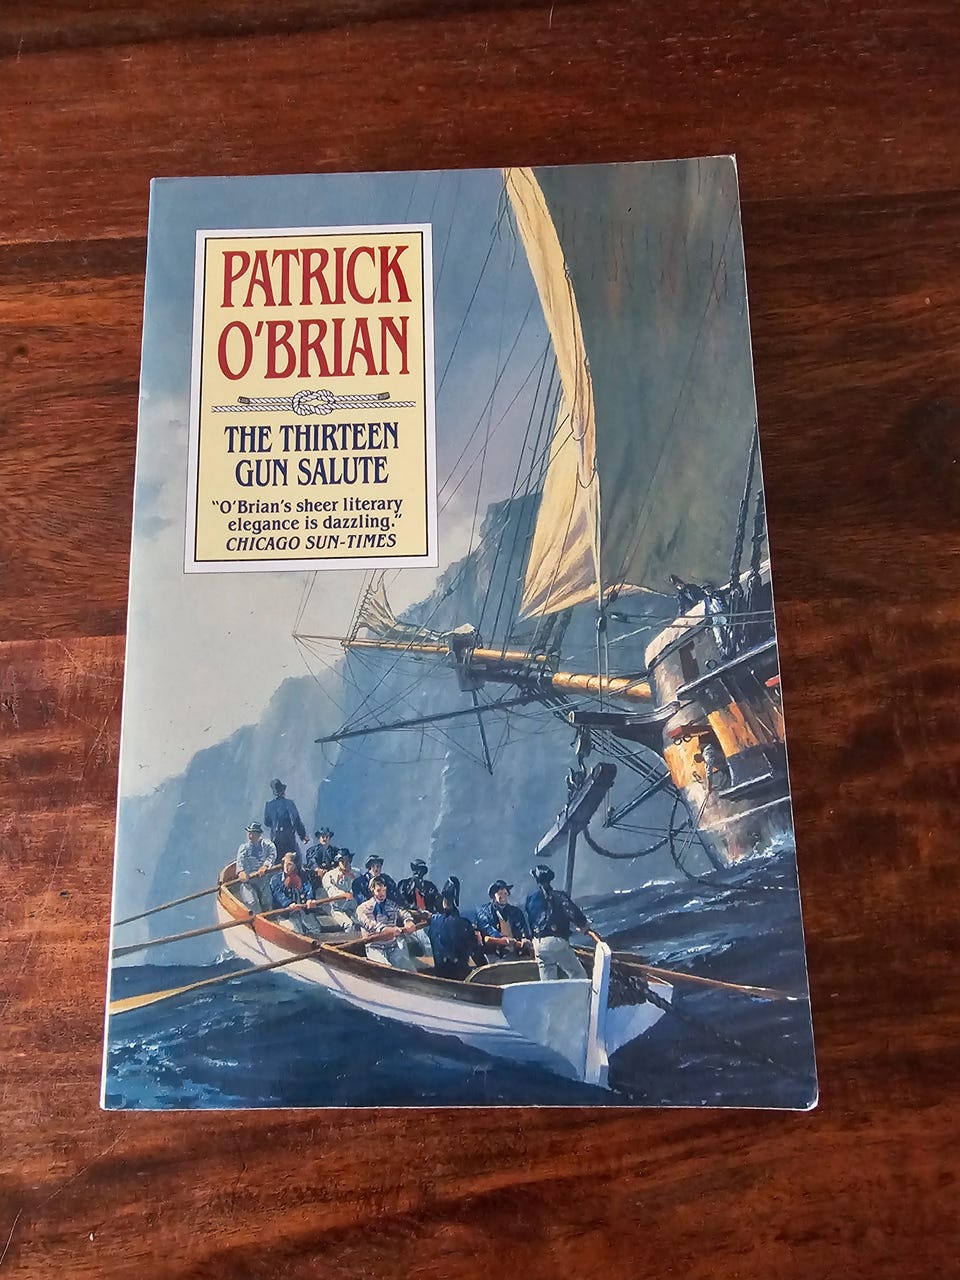 PATRICK
O'BRIAN
THE THIRTEEN
GUN SALUTE
"O'Brian's sheer literary
elegance is dazzling."
CHICAGO SUN-TIMES